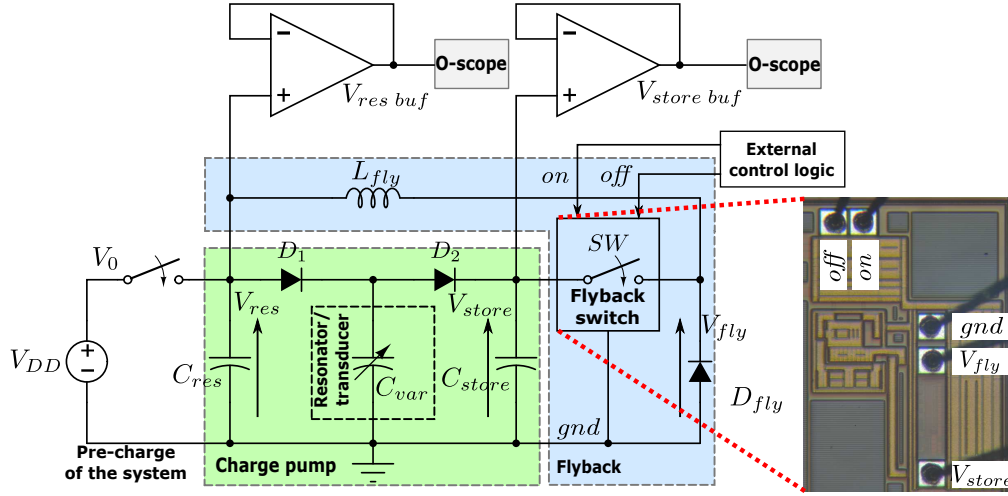 −
+
V_res buf
O-scope
−
+
V_store buf
O-scope
External
control logic
on
off
L_fly
V_0
D_1
D_2
SW
Flyback
switch
V_res
V_store
V_fly
V_DD
+
−
C_res
Resonator/
transducer
C_var
C_store
D_fly
gnd
Pre-charge
of the system
Charge pump
Flyback
off
on
gnd
V_fly
V_store